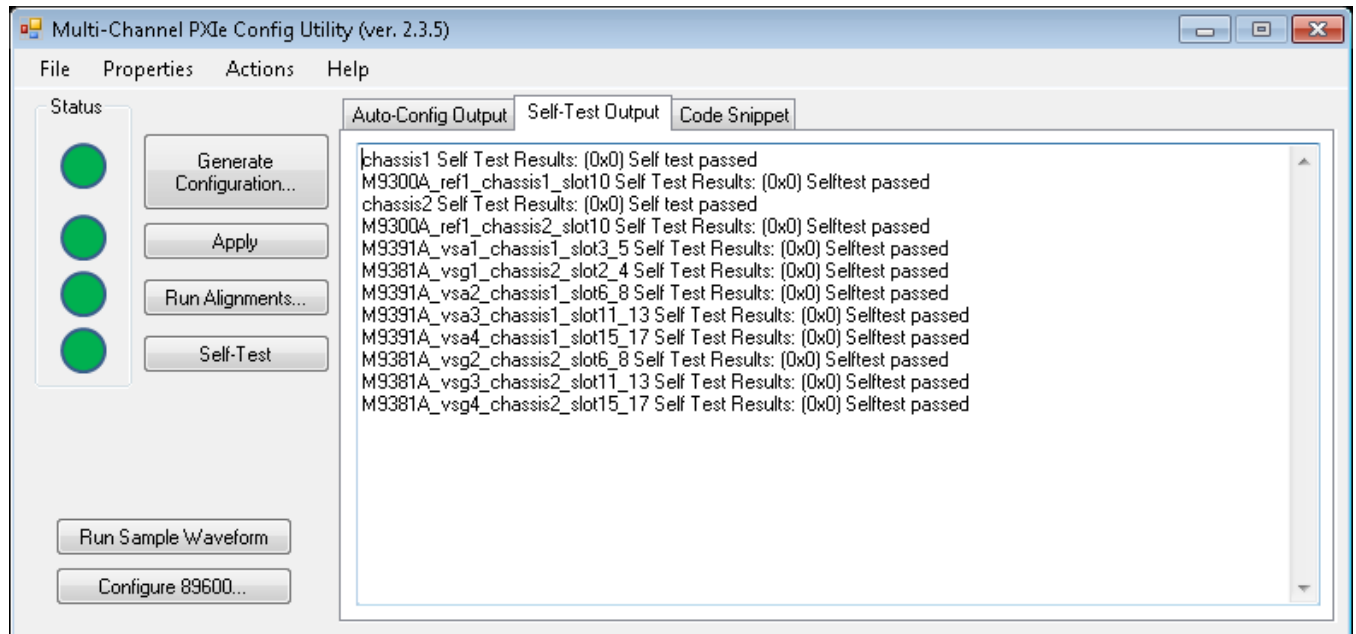 Multi-Channel PXIe Config Utility (ver. 2.3.5)
File Properties Actions Help
Status
Generate
Configuration...
Apply
Run Alignments...
Self-Test
Run Sample Waveform
Configure 89600...
Auto-Config Output Self-Test Output Code Snippet
chassis1 Self Test Results: (0x0) Self test passed
M9300A_ref1_chassis1_slot10 Self Test Results: (0x0) Selftest passed
chassis2 Self Test Results: (0x0) Self test passed
M9300A_ref1_chassis2_slot10 Self Test Results: (0x0) Selftest passed
M9391A_vsa1_chassis1_slot3_5 Self Test Results: (0x0) Selftest passed
M9381A_vsg1_chassis2_slot2_4 Self Test Results: (0x0) Selftest passed
M9391A_vsa2_chassis1_slot6_8 Self Test Results: (0x0) Selftest passed
M9391A_vsa3_chassis1_slot11_13 Self Test Results: (0x0) Selftest passed
M9391A_vsa4_chassis1_slot15_17 Self Test Results: (0x0) Selftest passed
M9381A_vsg2_chassis2_slot6_8 Self Test Results: (0x0) Selftest passed
M9381A_vsg3_chassis2_slot11_13 Self Test Results: (0x0) Selftest passed
M9381A_vsg4_chassis2_slot15_17 Self Test Results: (0x0) Selftest passed